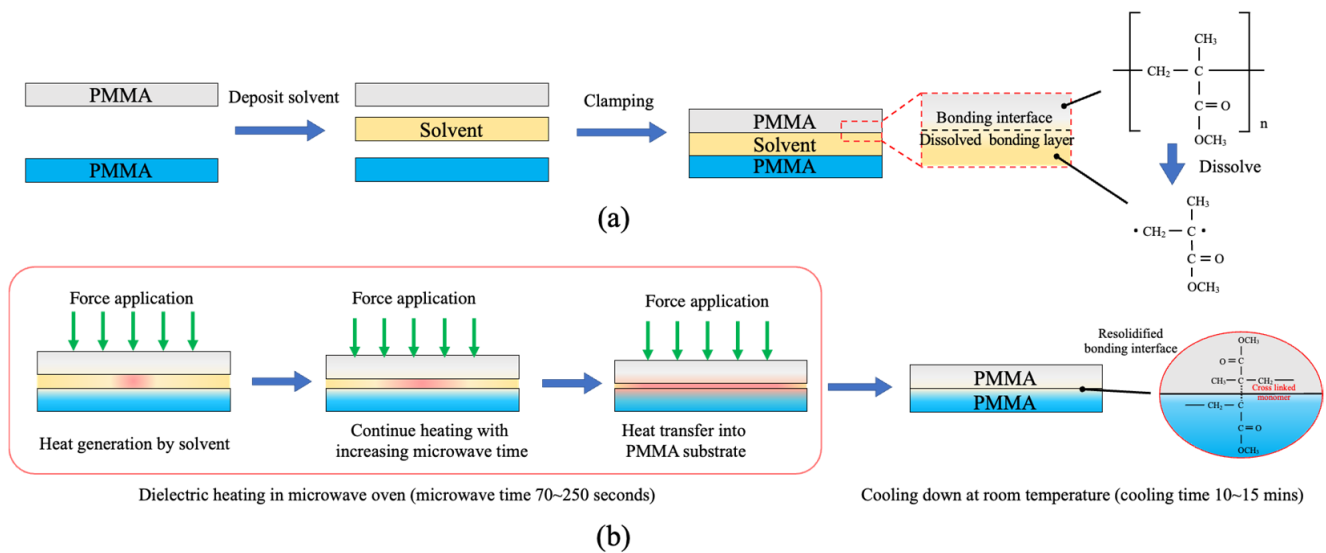 PMMA
Deposit solvent
PMMA
Solvent
Clamping
PMMA
Solvent
PMMA
Bonding interface
Dissolved bonding layer
CH3
CH2 — C
C=O
OCH3
n
Dissolve
CH3
•CH2 — C•
C=O
OCH3
(a)
Force application
Force application
Force application
Heat generation by solvent
Continue heating with
increasing microwave time
Heat transfer into
PMMA substrate
Dielectric heating in microwave oven (microwave time 70~250 seconds)
PMMA
PMMA
Resolidified
bonding interface
OCH3
O=C
CH3—C—CH2—
Cross linked
monomer
—CH2—C
C=O
OCH3
Cooling down at room temperature (cooling time 10~15 mins)
(b)